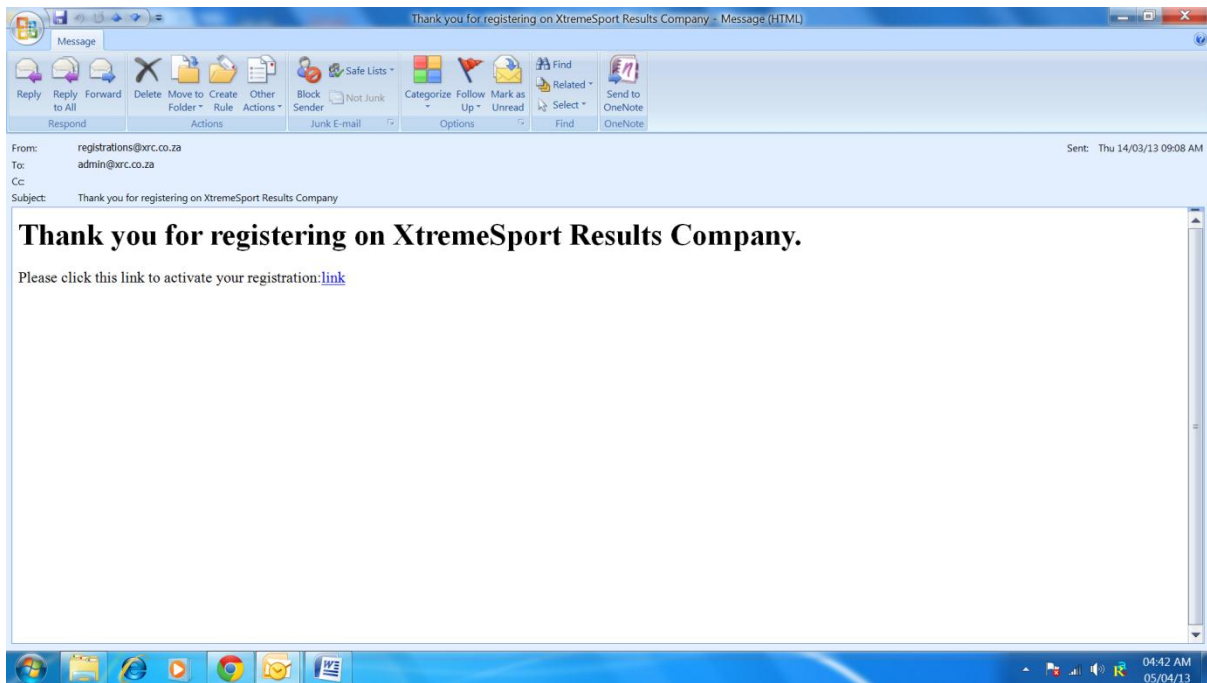 Thank you for registering on XtremeSport Results Company - Message (HTML)
Message
Reply
Reply to All
Forward
Respond
Delete
Move to Folder
Create Rule
Other Actions
Actions
Block Sender
Safe Lists
Not Junk
Junk E-mail
Categorize
Follow Up
Mark as Unread
Options
Find
Related
Select
Find
Send to OneNote
OneNote
From: registrations@xrc.co.za Sent: Thu 14/03/13 09:08 AM
To: admin@xrc.co.za
Cc:
Subject: Thank you for registering on XtremeSport Results Company
Thank you for registering on XtremeSport Results Company.
Please click this link to activate your registration:link
04:42 AM
05/04/13